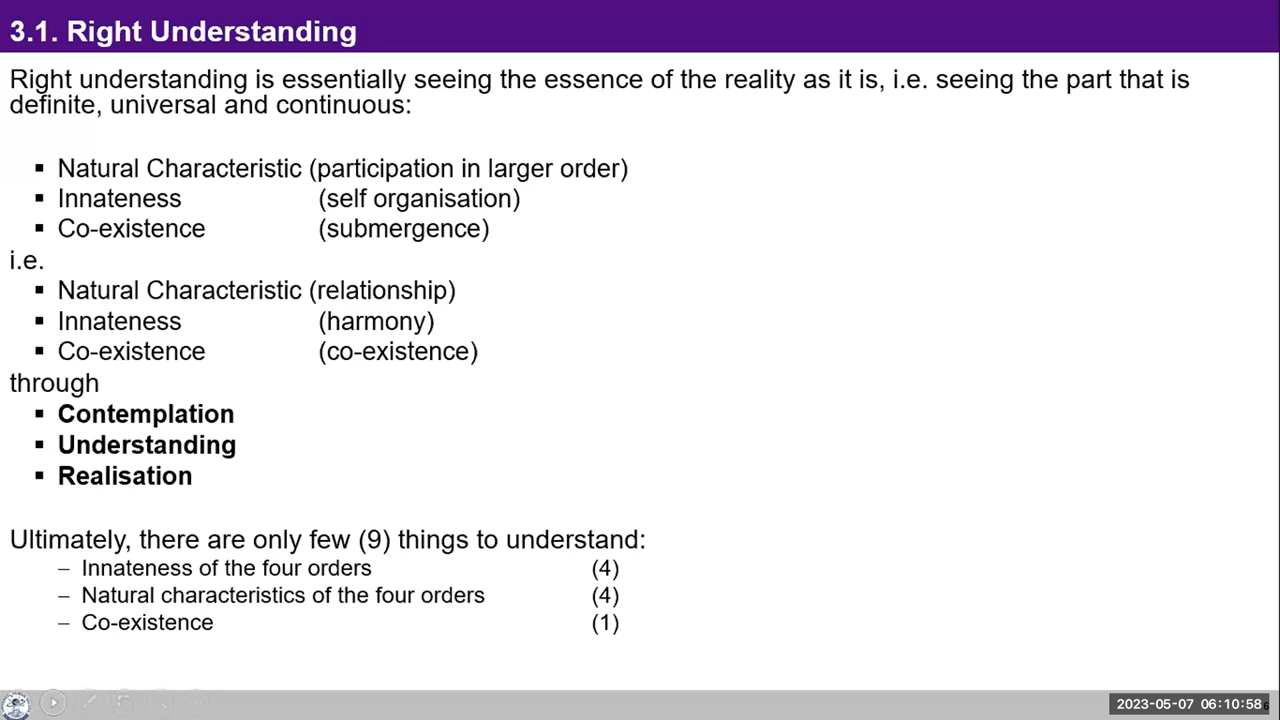 3.1. Right Understanding
Right understanding is essentially seeing the essence of the reality as it is, i.e. seeing the part that is
definite, universal and continuous:
▪ Natural Characteristic (participation in larger order)
▪ Innateness (self organisation)
▪ Co-existence (submergence)
i.e.
▪ Natural Characteristic (relationship)
▪ Innateness (harmony)
▪ Co-existence (co-existence)
through
▪ Contemplation
▪ Understanding
▪ Realisation
Ultimately, there are only few (9) things to understand:
– Innateness of the four orders (4)
– Natural characteristics of the four orders (4)
– Co-existence (1)
2023-05-07 06:10:58